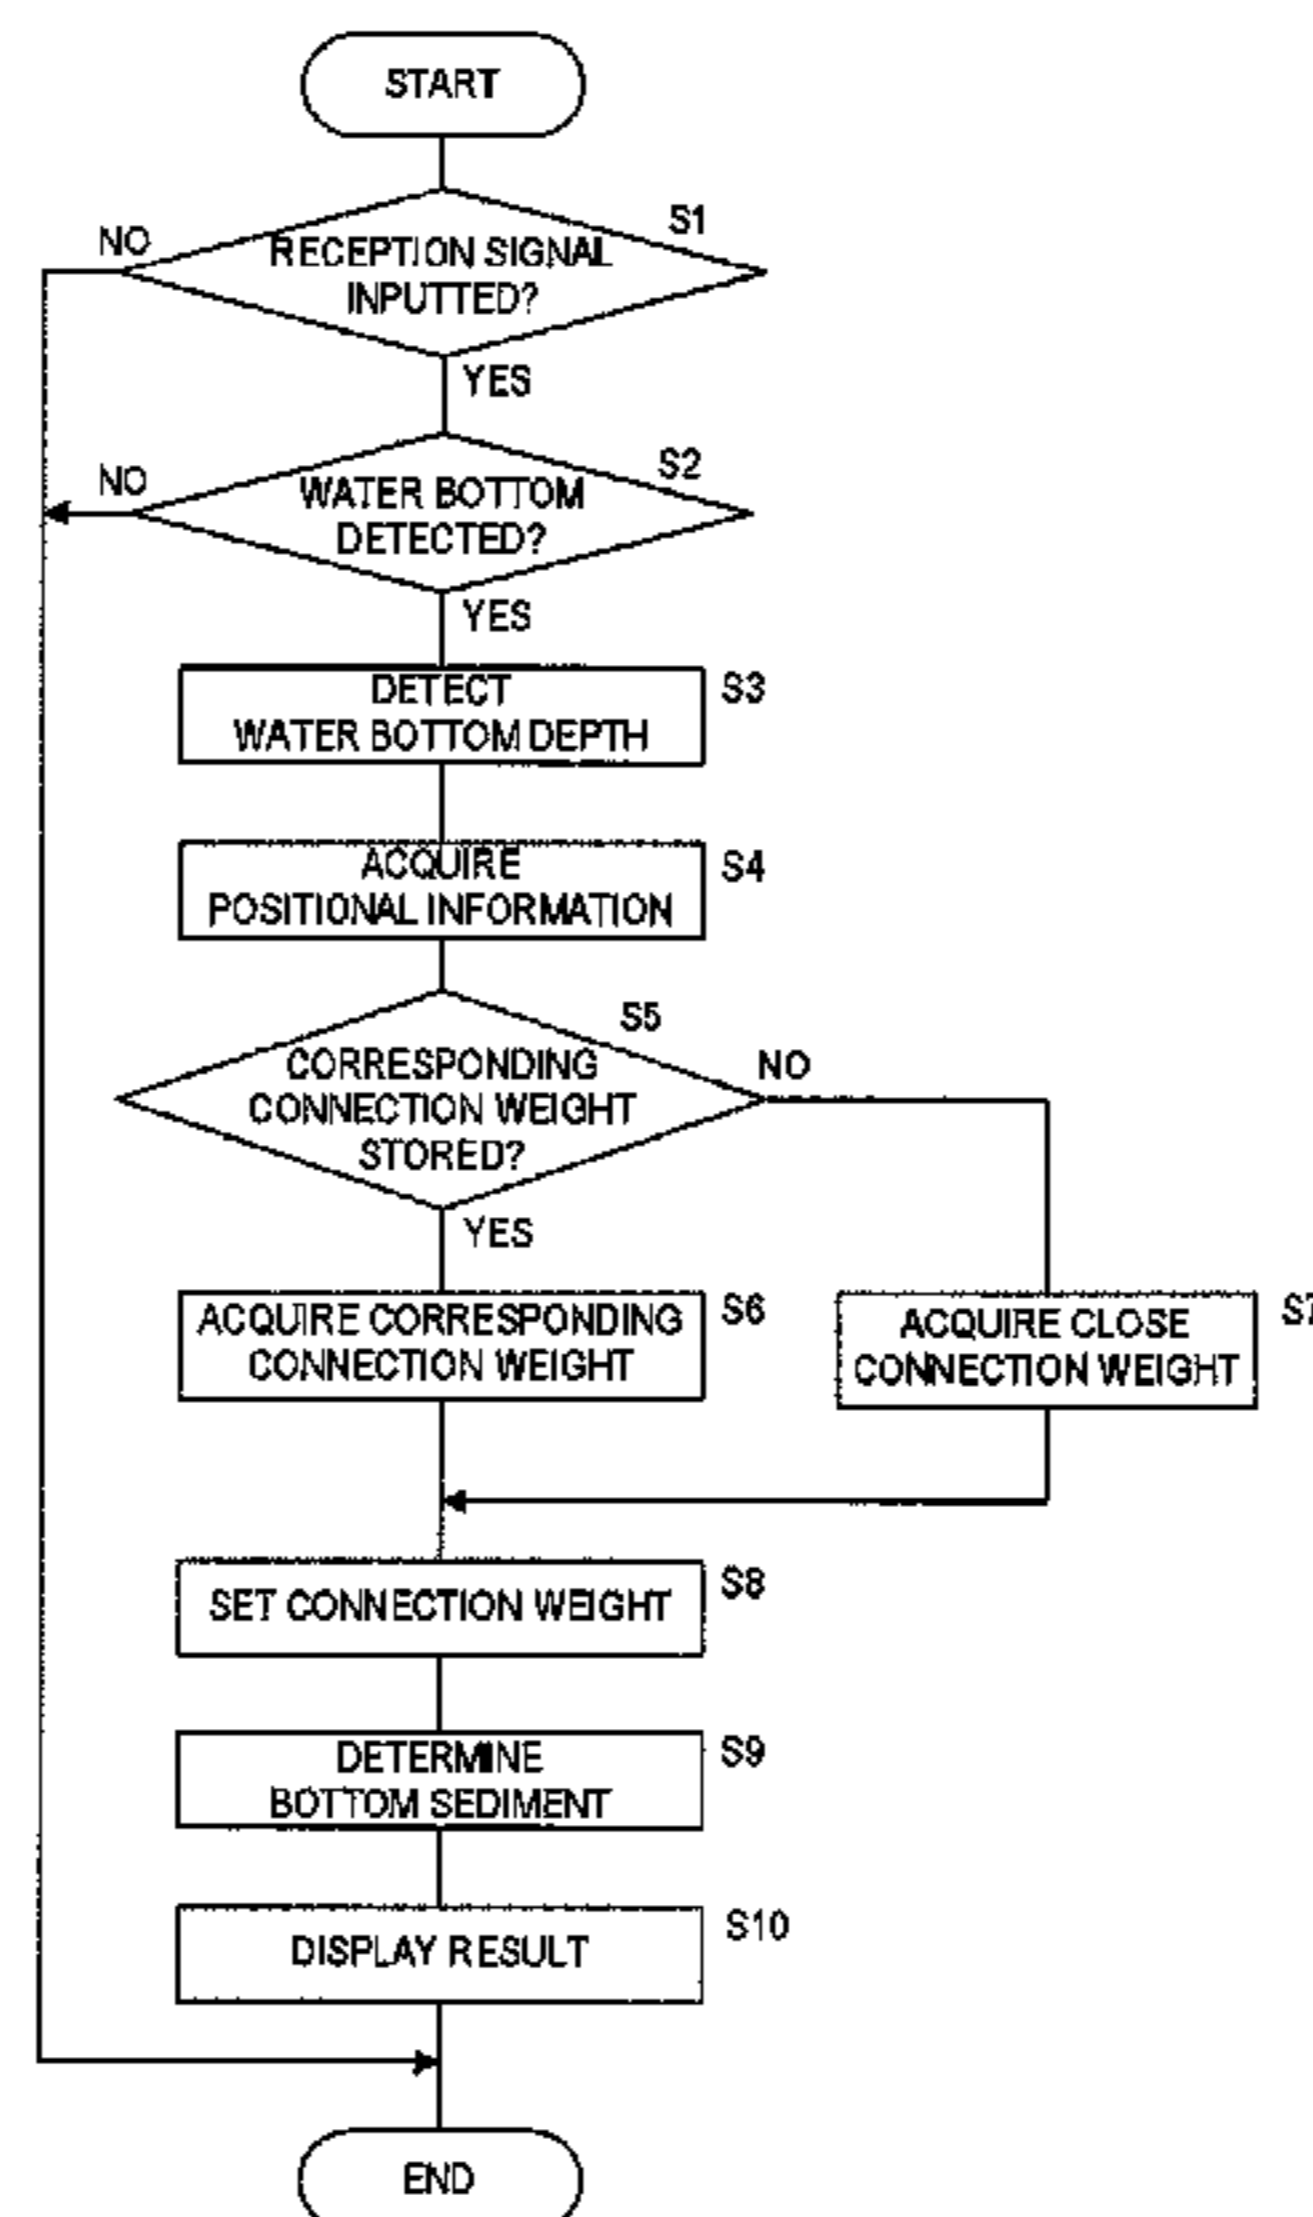 START
S1
NO
RECEPTION SIGNAL
INPUTTED?
YES
S2
NO
WATER BOTTOM
DETECTED?
YES
DETECT
WATER BOTTOM DEPTH
S3
ACQUIRE
POSITIONAL INFORMATION
S4
S5
CORRESPONDING
CONNECTION WEIGHT
STORED?
NO
YES
ACQUIRE CORRESPONDING
CONNECTION WEIGHT
S6
ACQUIRE CLOSE
CONNECTION WEIGHT
S7
SET CONNECTION WEIGHT
S8
DETERMINE
BOTTOM SEDIMENT
S9
DISPLAY RESULT
S10
END